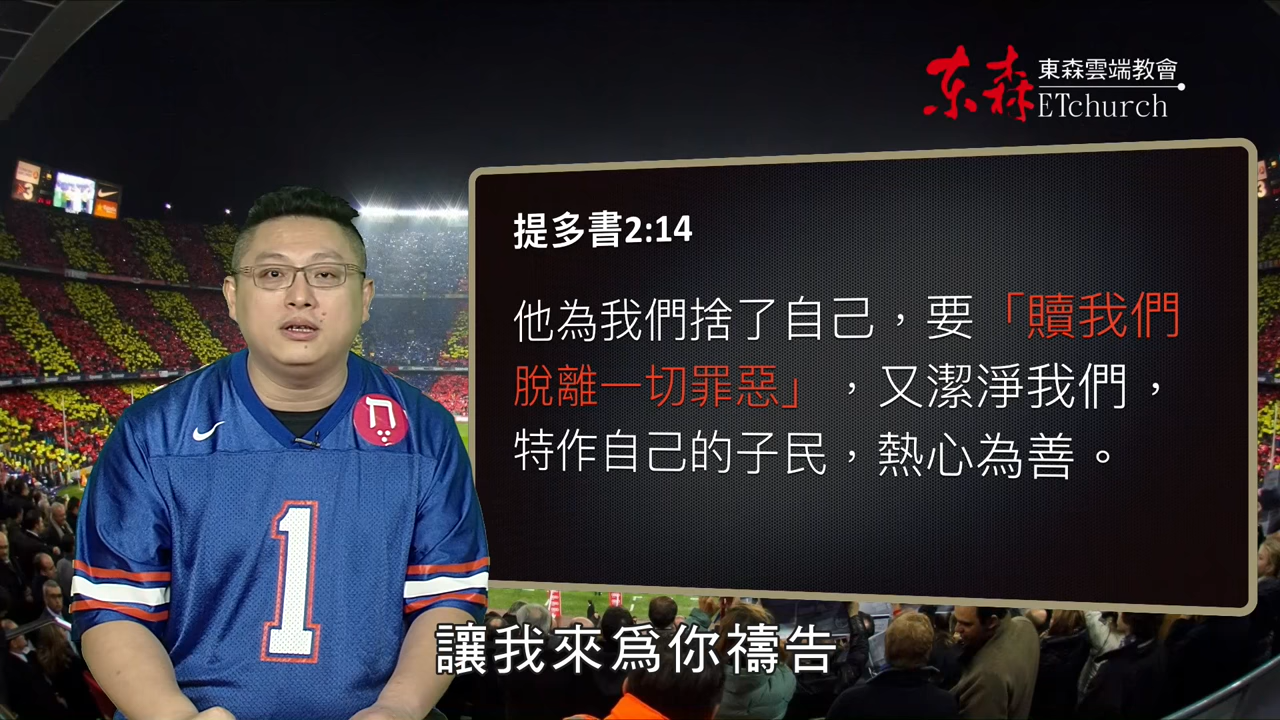 东森
東森雲端教會
ETchurch
提多書2:14
他為我們捨了自己，要「贖我們
脫離一切罪惡」，又潔淨我們，
特作自己的子民，熱心為善。
ת
1
3
讓我來爲你禱告